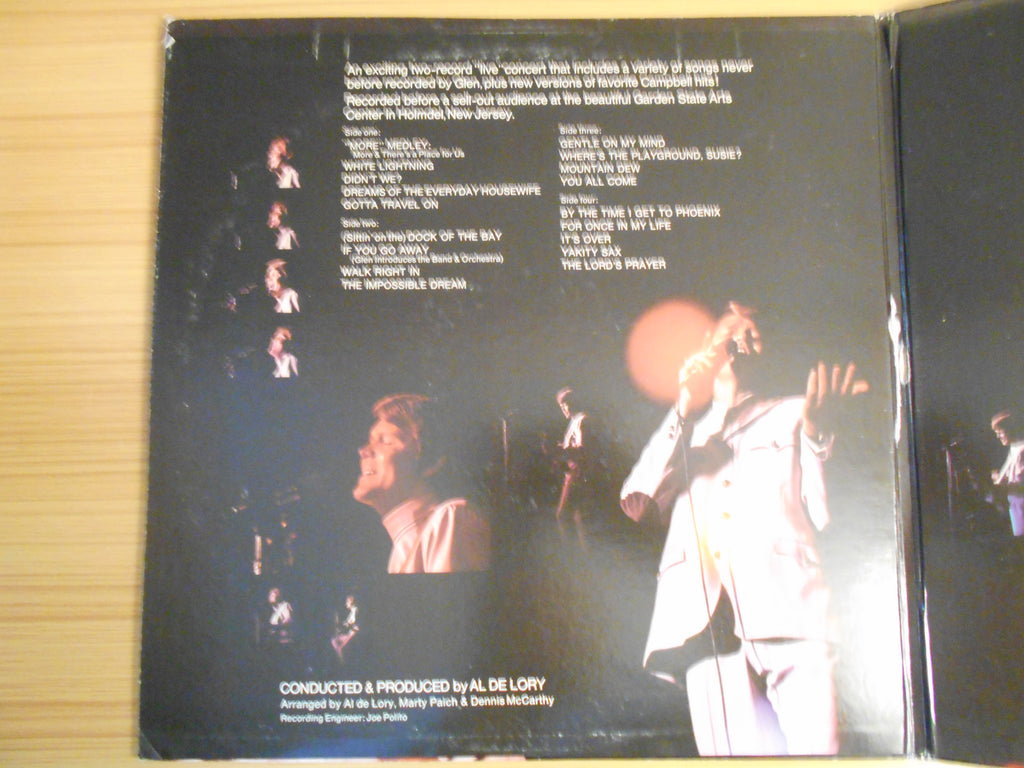 An exciting two-record "live" concert that includes a variety of songs never
before recorded by Glen, plus new versions of favorite Campbell hits!
Recorded before a sell-out audience at the beautiful Garden State Arts
Center in Holmdel, New Jersey.
Side one:
"MORE" MEDLEY:
More & There's a Place for Us
WHITE LIGHTNING
DIDN'T WE?
DREAMS OF THE EVERYDAY HOUSEWIFE
GOTTA TRAVEL ON
Side two:
(Sittin' on the) DOCK OF THE BAY
IF YOU GO AWAY
(Glen Introduces the Band & Orchestra)
WALK RIGHT IN
THE IMPOSSIBLE DREAM
Side three:
GENTLE ON MY MIND
WHERE'S THE PLAYGROUND, SUSIE?
MOUNTAIN DEW
YOU ALL COME
Side four:
BY THE TIME I GET TO PHOENIX
FOR ONCE IN MY LIFE
IT'S OVER
YAKITY SAX
THE LORD'S PRAYER
CONDUCTED & PRODUCED by AL DE LORY
Arranged by Al de Lory, Marty Paich & Dennis McCarthy
Recording Engineer: Joe Polito